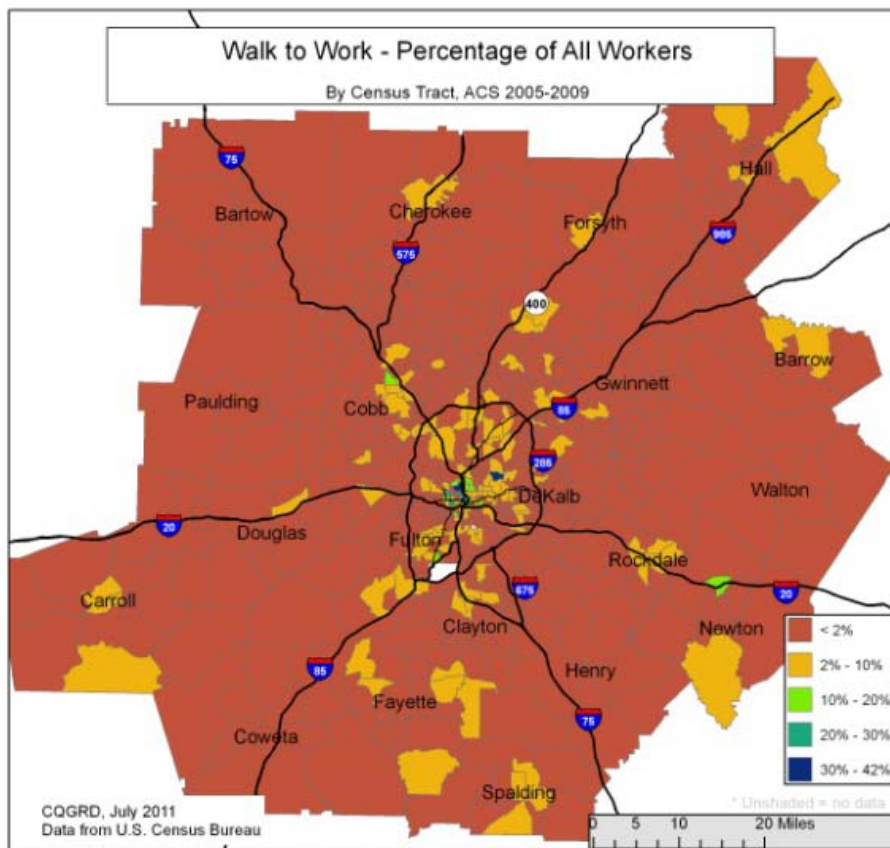 Walk to Work - Percentage of All Workers
By Census Tract, ACS 2005-2009
75
Hall
Bartow
Cherokee
Forsyth
575
985
400
Barrow
Gwinnett
Paulding
Cobb
85
285
Walton
DeKalb
20
Douglas
Fulton
Rockdale
Carroll
675
20
Clayton
Newton
< 2%
85
Henry
2% - 10%
Fayette
10% - 20%
Coweta
75
20% - 30%
Spalding
30% - 42%
* Unshaded = no data
CQGRD, July 2011
Data from U.S. Census Bureau
0 5 10 20 Miles